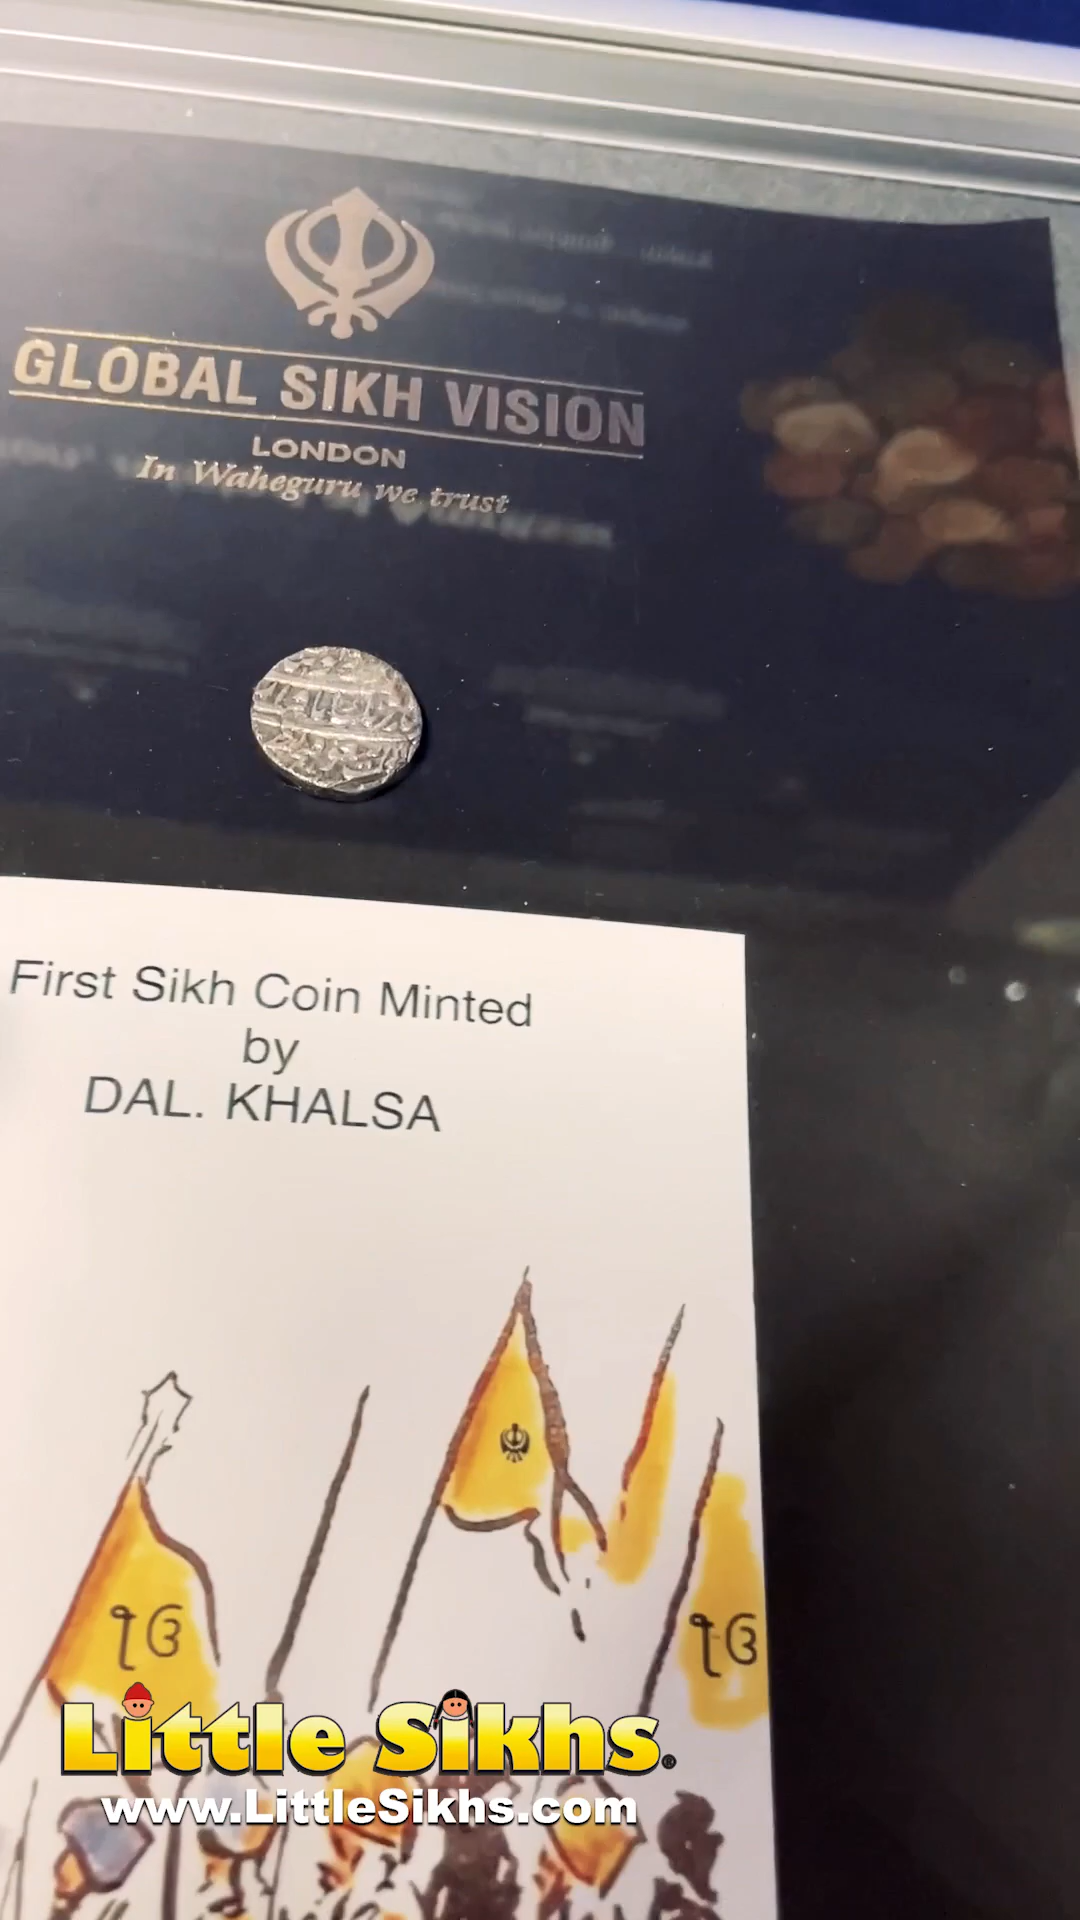 GLOBAL SIKH VISION
LONDON
In Waheguru we trust
First Sikh Coin Minted
by
DAL. KHALSA
ੴ
ੴ
Little Sikhs®
www.LittleSikhs.com